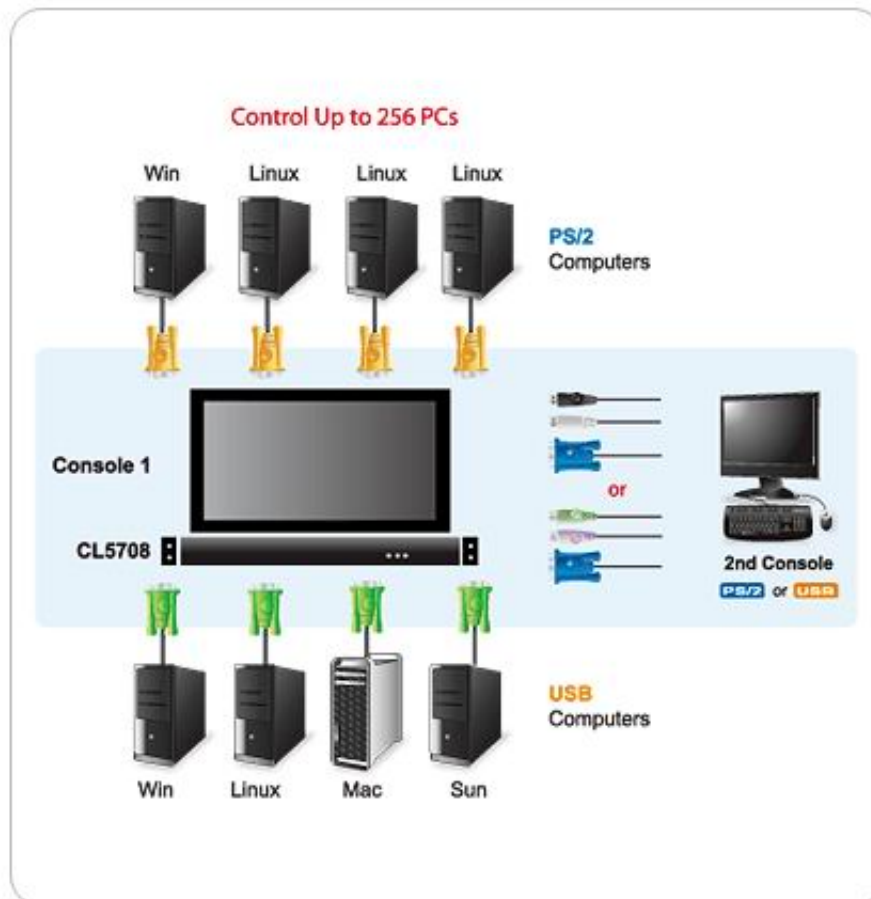 Control Up to 256 PCs
Win Linux Linux Linux
PS/2
Computers
Console 1
or
CL5708
2nd Console
PS/2 or USB
USB
Computers
Win Linux Mac Sun